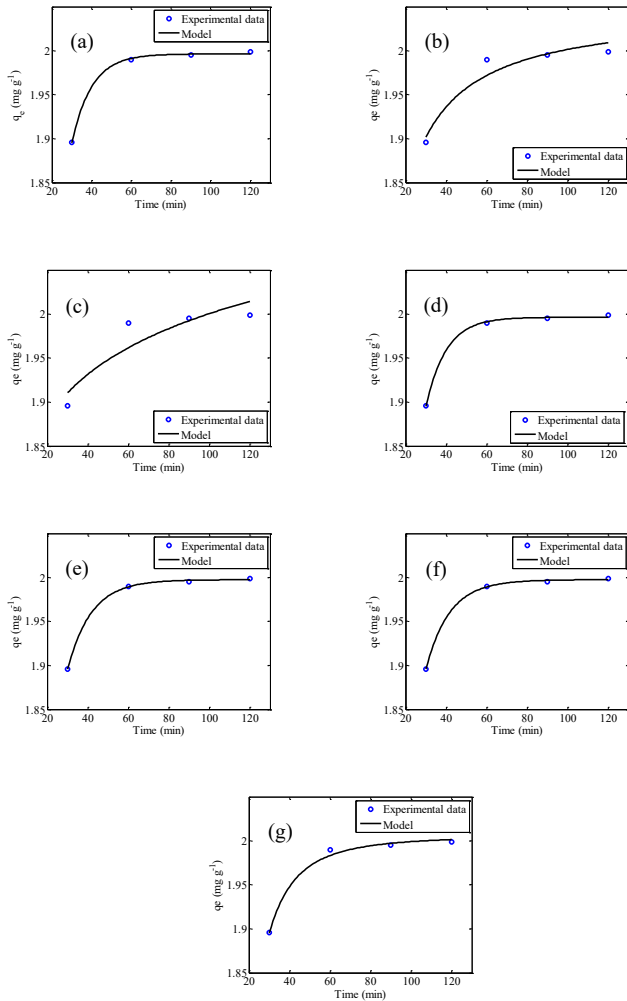 (a)
Experimental data
Model
2
1.95
1.9
1.85
20 40 60 80 100 120
q e (mg g-1)
Time (min)
(b)
2
1.95
1.9
1.85
20 40 60 80 100 120
qe (mg g-1)
Time (min)
Experimental data
Model
(c)
2
1.95
1.9
1.85
20 40 60 80 100 120
qe (mg g-1)
Time (min)
Experimental data
Model
(d)
2
1.95
1.9
1.85
20 40 60 80 100 120
qe (mg g-1)
Time (min)
Experimental data
Model
(e)
Experimental data
Model
2
1.95
1.9
1.85
20 40 60 80 100 120
qe (mg g-1)
Time (min)
(f)
Experimental data
Model
2
1.95
1.9
1.85
20 40 60 80 100 120
qe (mg g-1)
Time (min)
(g)
Experimental data
Model
2
1.95
1.9
1.85
20 40 60 80 100 120
qe (mg g-1)
Time (min)